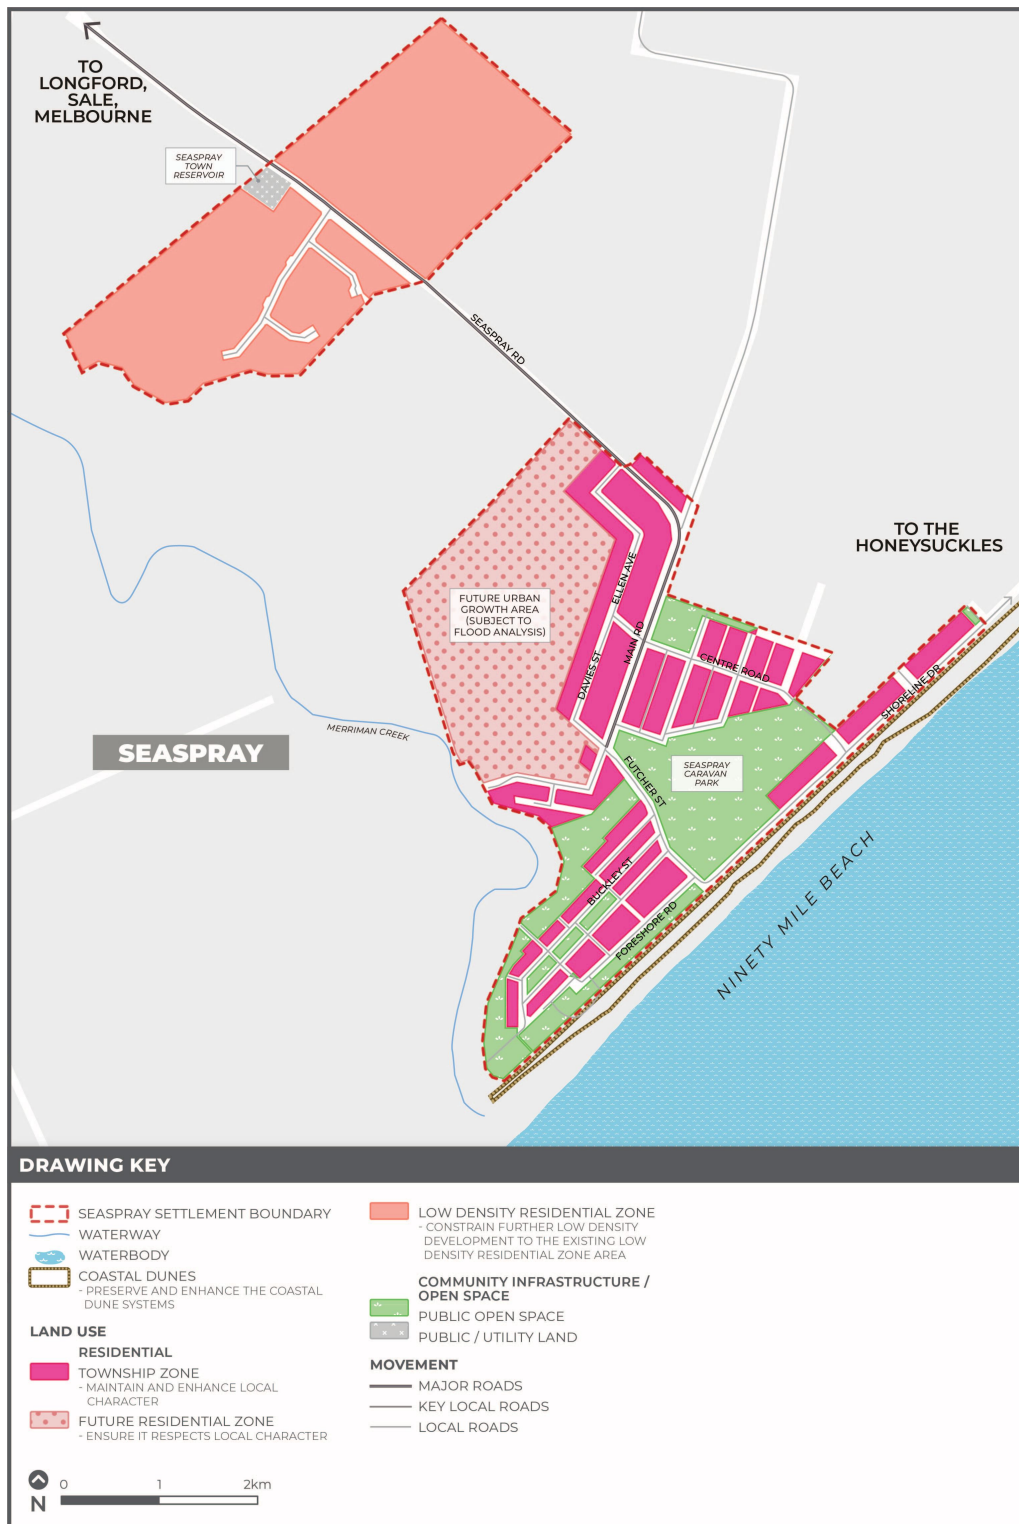 TO
LONGFORD,
SALE,
MELBOURNE
SEASPRAY
TOWN
RESERVOIR
SEASPRAY RD
TO THE
HONEYSUCKLES
FUTURE URBAN
GROWTH AREA
(SUBJECT TO
FLOOD ANALYSIS)
ELLEN AVE
MAIN RD
DAVIES ST
CENTRE ROAD
SHORELINE DR
MERRIMAN CREEK
SEASPRAY
SEASPRAY
CARAVAN
PARK
FUTCHER ST
BUCKLEY ST
FORESHORE RD
NINETY MILE BEACH
DRAWING KEY
SEASPRAY SETTLEMENT BOUNDARY
WATERWAY
WATERBODY
COASTAL DUNES
- PRESERVE AND ENHANCE THE COASTAL
DUNE SYSTEMS
LAND USE
RESIDENTIAL
TOWNSHIP ZONE
- MAINTAIN AND ENHANCE LOCAL
CHARACTER
FUTURE RESIDENTIAL ZONE
- ENSURE IT RESPECTS LOCAL CHARACTER
LOW DENSITY RESIDENTIAL ZONE
- CONSTRAIN FURTHER LOW DENSITY
DEVELOPMENT TO THE EXISTING LOW
DENSITY RESIDENTIAL ZONE AREA
COMMUNITY INFRASTRUCTURE /
OPEN SPACE
PUBLIC OPEN SPACE
PUBLIC / UTILITY LAND
MOVEMENT
MAJOR ROADS
KEY LOCAL ROADS
LOCAL ROADS
N
0 1 2km